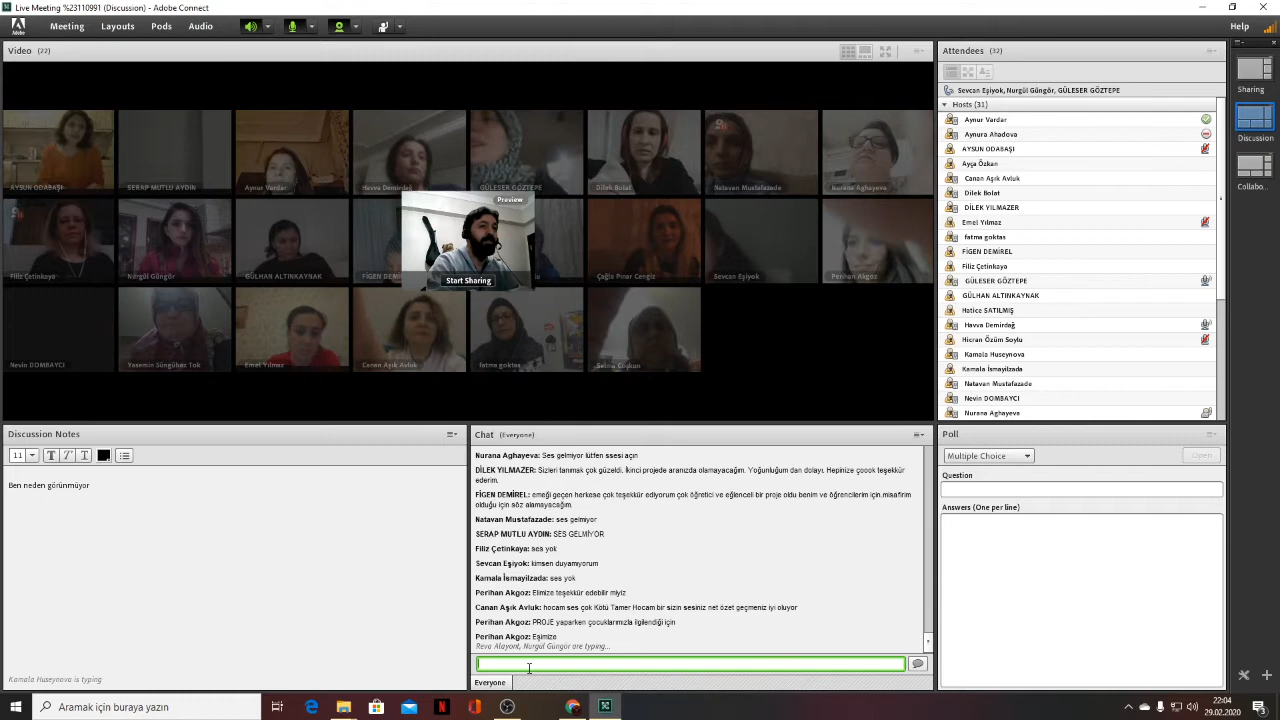 Live Meeting %23110991 (Discussion) - Adobe Connect
Adobe
Meeting
Layouts
Pods
Audio
Help
Video (22)
AYSUN ODABAŞI
SERAP MUTLU AYDIN
Aynur Vardar
Havva Demirdağ
GÜLESER GÖZTEPE
Dilek Bolat
Natavan Mustafazade
Nurana Aghayeva
Preview
Start Sharing
Filiz Çetinkaya
Nurgül Güngör
GÜLHAN ALTINKAYNAK
FİGEN DEMİ
Çağla Pınar Cengiz
Sevcan Eşiyok
Perihan Akgoz
Nevin DOMBAYCI
Yasemin Süngübaz Tok
Emel Yılmaz
Canan Aşık Avluk
fatma goktas
Selma Coşkun
Attendees (32)
Sevcan Eşiyok, Nurgül Güngör, GÜLESER GÖZTEPE
Hosts (31)
Aynur Vardar
Aynura Ahadova
AYSUN ODABAŞI
Ayça Özkan
Canan Aşık Avluk
Dilek Bolat
DİLEK YILMAZER
Emel Yılmaz
fatma goktas
FİGEN DEMİREL
Filiz Çetinkaya
GÜLESER GÖZTEPE
GÜLHAN ALTINKAYNAK
Hatice SATILMIŞ
Havva Demirdağ
Hicran Özüm Soylu
Kamala Huseynova
Kamala İsmayilzada
Natavan Mustafazade
Nevin DOMBAYCI
Nurana Aghayeva
Sharing
Discussion
Collabo...
Discussion Notes
11
Ben neden görünmüyor
Kamala Huseynova is typing
Chat (Everyone)
Nurana Aghayeva: Ses gelmiyor lütfen ssesi açın
DİLEK YILMAZER: Sizleri tanımak çok güzeldi. İkinci projede aranızda olamayacağım. Yoğunluğum dan dolayı. Hepinize çoook teşekkür
ederim.
FİGEN DEMİREL: emeği geçen herkese çok teşekkür ediyorum çok öğretici ve eğlenceli bir proje oldu benim ve öğrencilerim için.misafirim
olduğu için söz alamayacağım.
Natavan Mustafazade: ses gelmiyor
SERAP MUTLU AYDIN: SES GELMİYOR
Filiz Çetinkaya: ses yok
Sevcan Eşiyok: kimsen duyamıyorum
Kamala İsmayilzada: ses yok
Perihan Akgoz: Elimize teşekkür edebilir miyiz
Canan Aşık Avluk: hocam ses çok Kötü Tamer Hocam bir sizin sesiniz net özet geçmeniz iyi oluyor
Perihan Akgoz: PROJE yaparken çocuklarımızla ilgilendiği için
Perihan Akgoz: Eşimize
Reva Alayont, Nurgül Güngör are typing...
Everyone
Poll
Multiple Choice
Open
Question
Answers (One per line)
Aramak için buraya yazın
22:04
29.02.2020